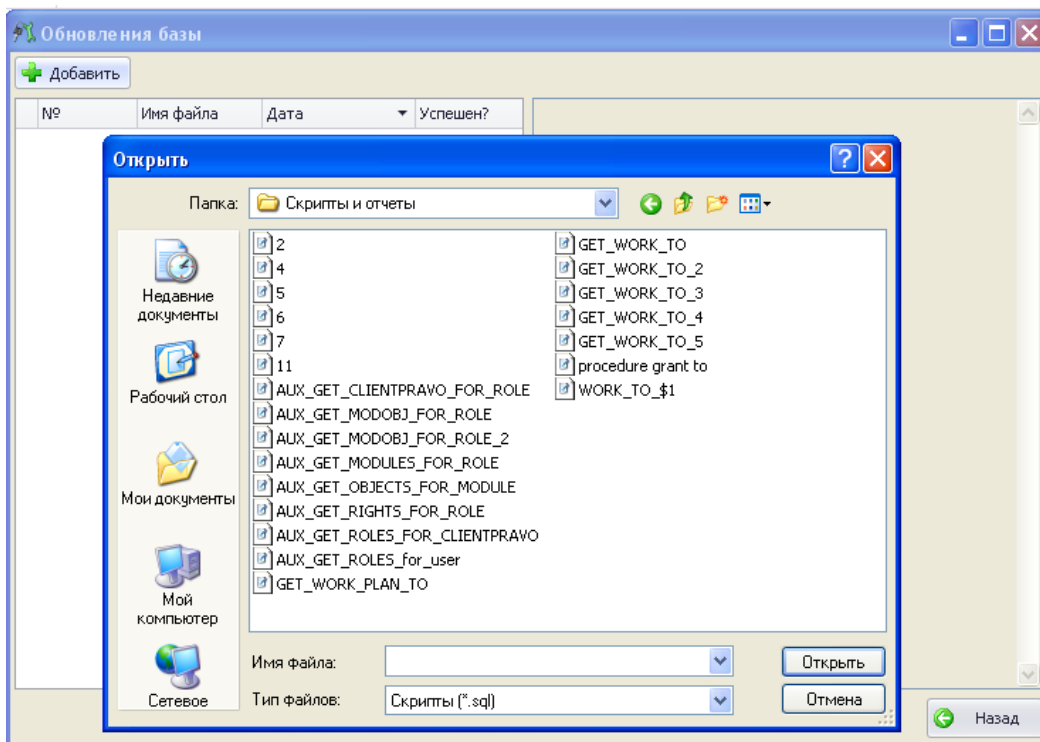 Обновления базы
Добавить
№ Имя файла Дата Успешен?
Открыть
Папка: Скрипты и отчеты
Недавние документы
Рабочий стол
Мои документы
Мой компьютер
Сетевое
2
4
5
6
7
11
AUX_GET_CLIENTPRAVO_FOR_ROLE
AUX_GET_MODOBJ_FOR_ROLE
AUX_GET_MODOBJ_FOR_ROLE_2
AUX_GET_MODULES_FOR_ROLE
AUX_GET_OBJECTS_FOR_MODULE
AUX_GET_RIGHTS_FOR_ROLE
AUX_GET_ROLES_FOR_CLIENTPRAVO
AUX_GET_ROLES_for_user
GET_WORK_PLAN_TO
GET_WORK_TO
GET_WORK_TO_2
GET_WORK_TO_3
GET_WORK_TO_4
GET_WORK_TO_5
procedure grant to
WORK_TO_$1
Имя файла:
Открыть
Тип файлов: Скрипты (*.sql)
Отмена
Назад